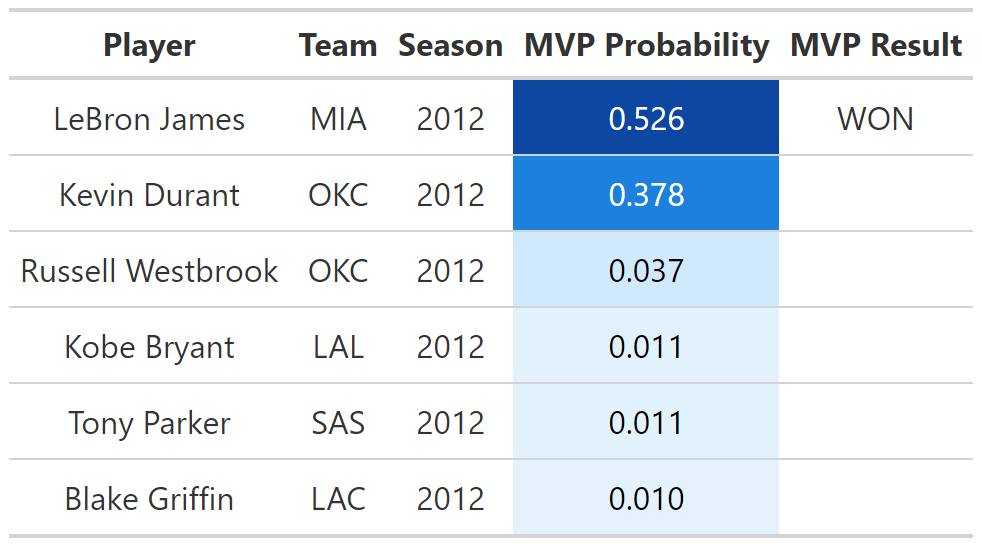 Player Team Season MVP Probability MVP Result
LeBron James MIA 2012 0.526 WON
Kevin Durant OKC 2012 0.378
Russell Westbrook OKC 2012 0.037
Kobe Bryant LAL 2012 0.011
Tony Parker SAS 2012 0.011
Blake Griffin LAC 2012 0.010